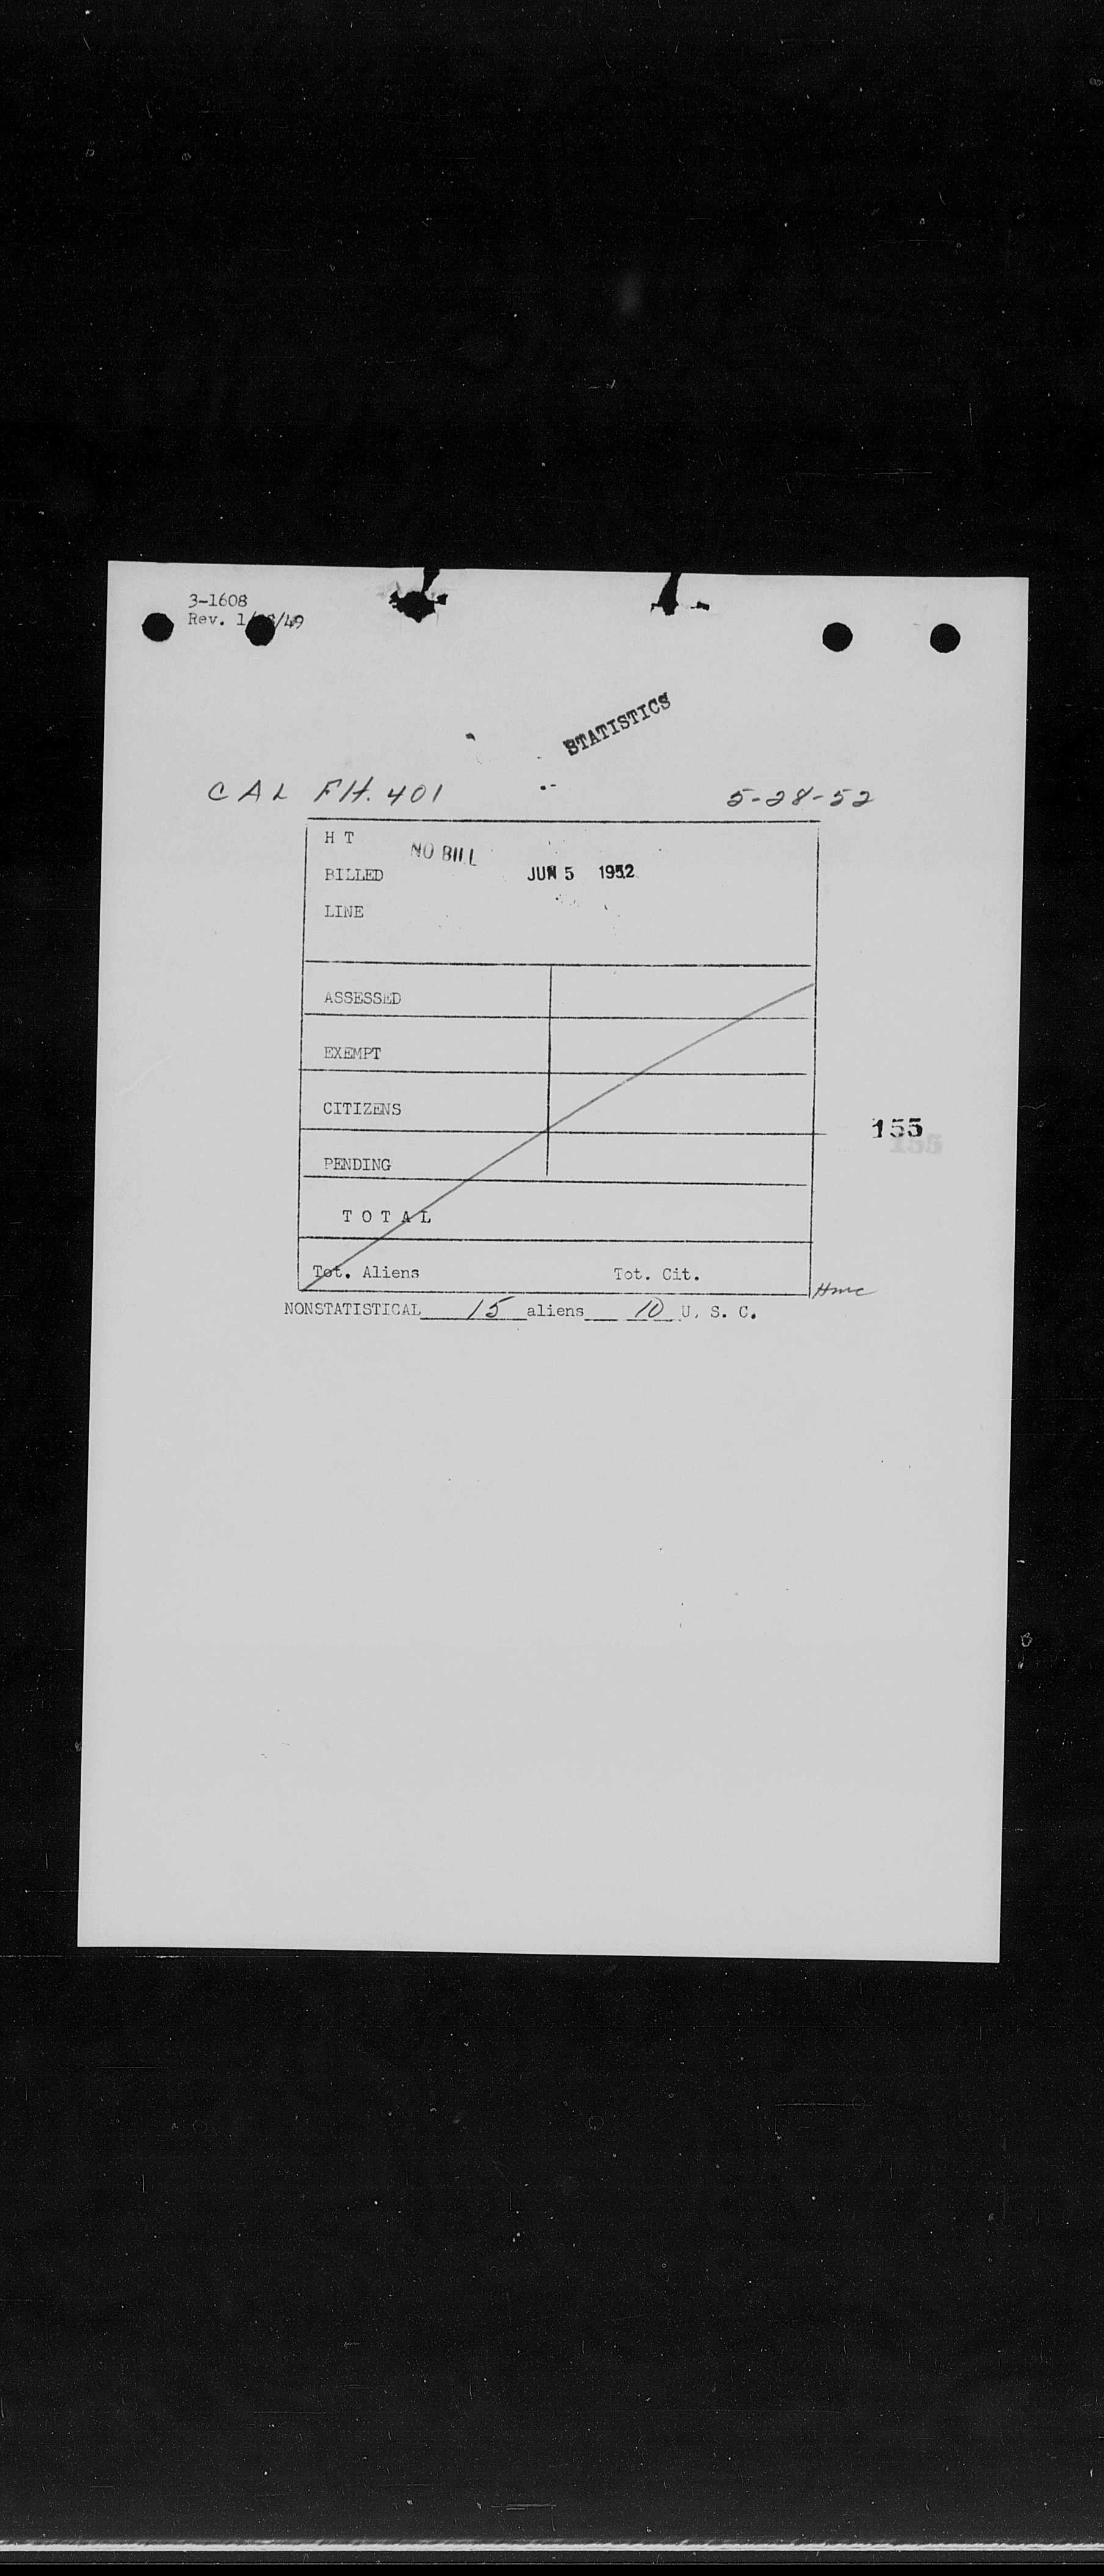 3-1608
Rev. 1/ /49
STATISTICS
CAL FH. 401 5-28-52
H T
NO BILL
BILLED JUN 5 1952
LINE
ASSESSED
EXEMPT
CITIZENS
155
PENDING
T O T A L
Tot. Aliens Tot. Cit.
NONSTATISTICAL 15 aliens 10 U. S. C.